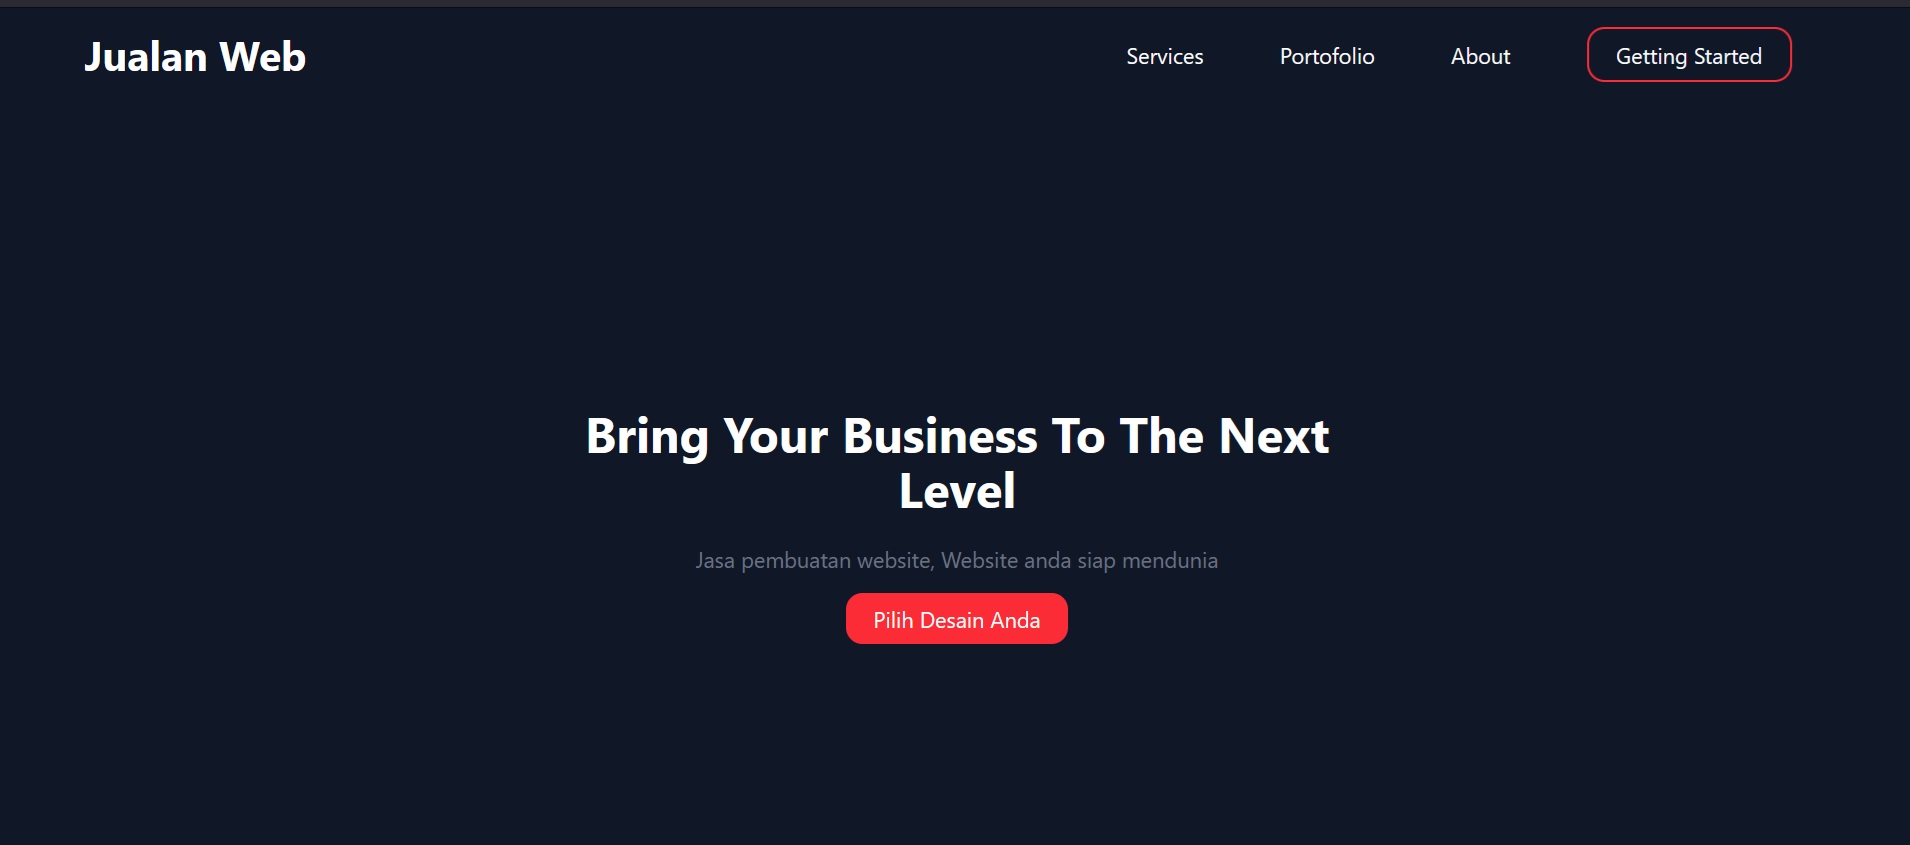 Jualan Web
Services
Portofolio
About
Getting Started
Bring Your Business To The Next
Level
Jasa pembuatan website, Website anda siap mendunia
Pilih Desain Anda